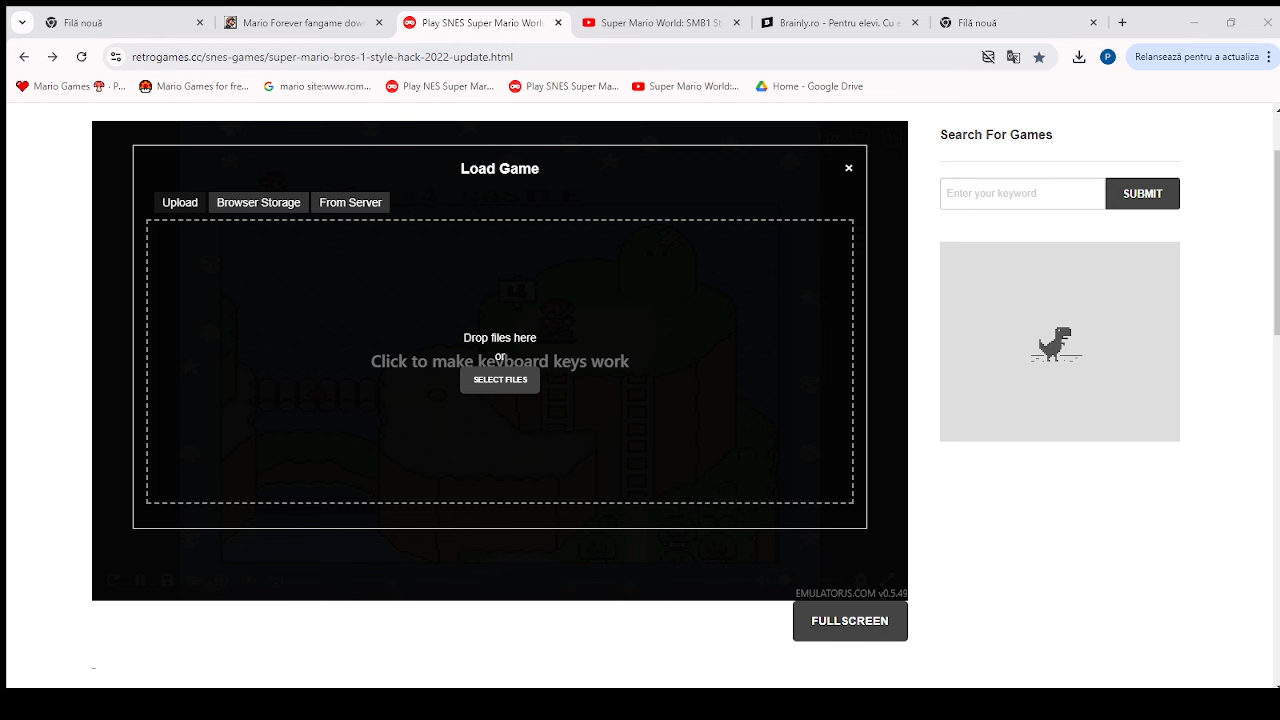 Filă nouă
Mario Forever fangame dow
Play SNES Super Mario World
Super Mario World: SMB1 St
Brainly.ro - Pentru elevi. Cu e
Filă nouă
retrogames.cc/snes-games/super-mario-bros-1-style-hack-2022-update.html
P
Relansează pentru a actualiza
Mario Games 🍄 · P...
Mario Games for fre...
mario site:www.rom...
Play NES Super Mar...
Play SNES Super Ma...
Super Mario World:...
Home - Google Drive
Load Game
Upload
Browser Storage
From Server
#4 CASTLE
4
Drop files here
or
Click to make keyboard keys work
SELECT FILES
EMULATORJS.COM v0.5.49
FULLSCREEN
Search For Games
Enter your keyword
SUBMIT